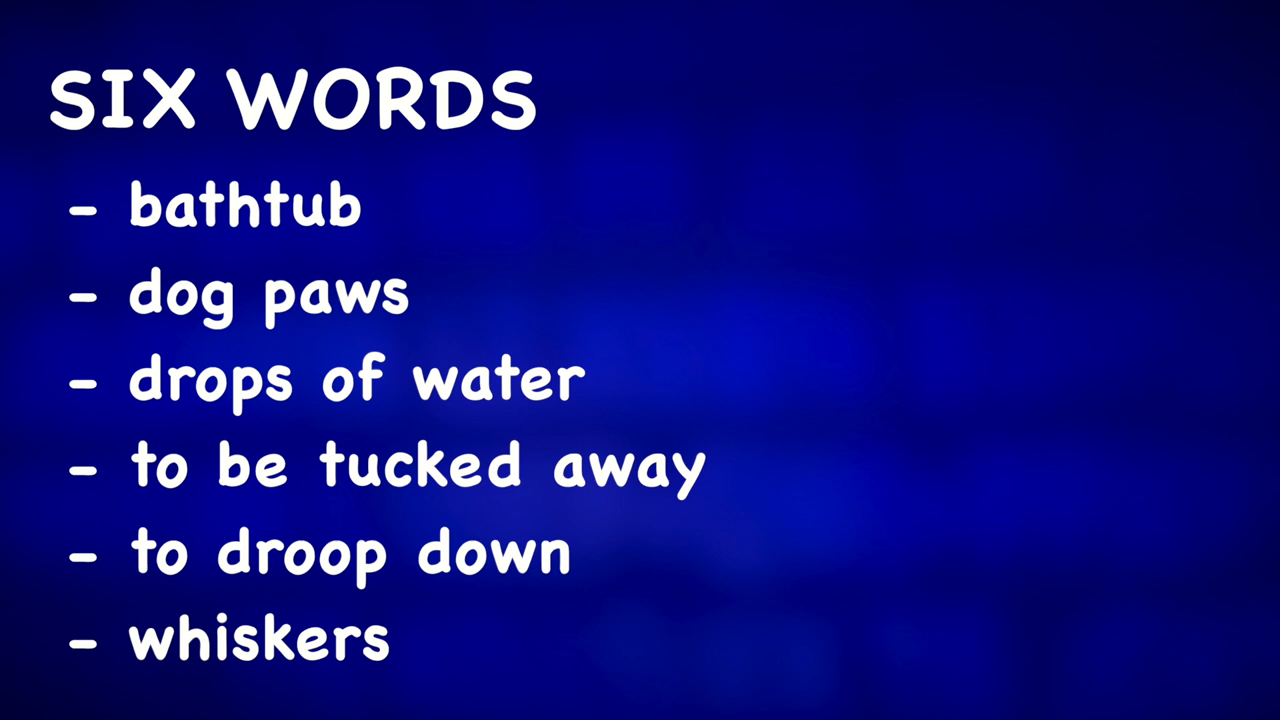 SIX WORDS
- bathtub
- dog paws
- drops of water
- to be tucked away
- to droop down
- whiskers